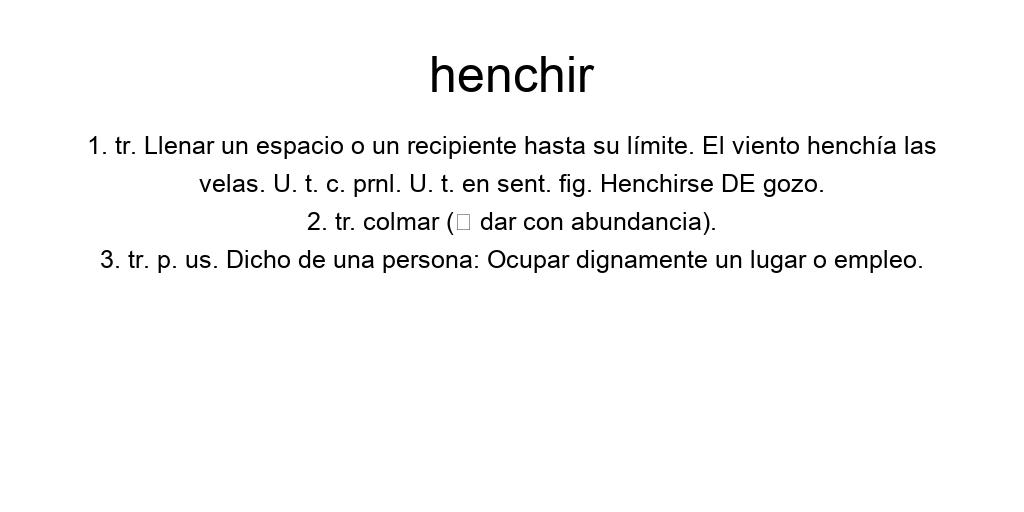 henchir
1. tr. Llenar un espacio o un recipiente hasta su límite. El viento henchía las
velas. U. t. c. prnl. U. t. en sent. fig. Henchirse DE gozo.
2. tr. colmar (▯ dar con abundancia).
3. tr. p. us. Dicho de una persona: Ocupar dignamente un lugar o empleo.